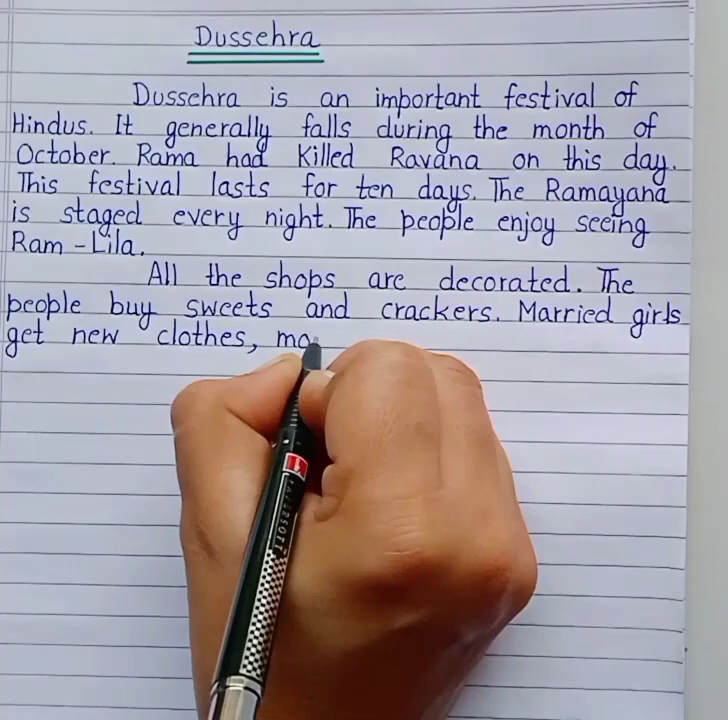 Dussehra
Dussehra is an important festival of
Hindus. It generally falls during the month of
October. Rama had Killed Ravana on this day.
This festival lasts for ten days. The Ramayana
is staged every night. The people enjoy seeing
Ram - Lila.
All the shops are decorated. The
people buy sweets and crackers. Married girls
get new clothes, mo